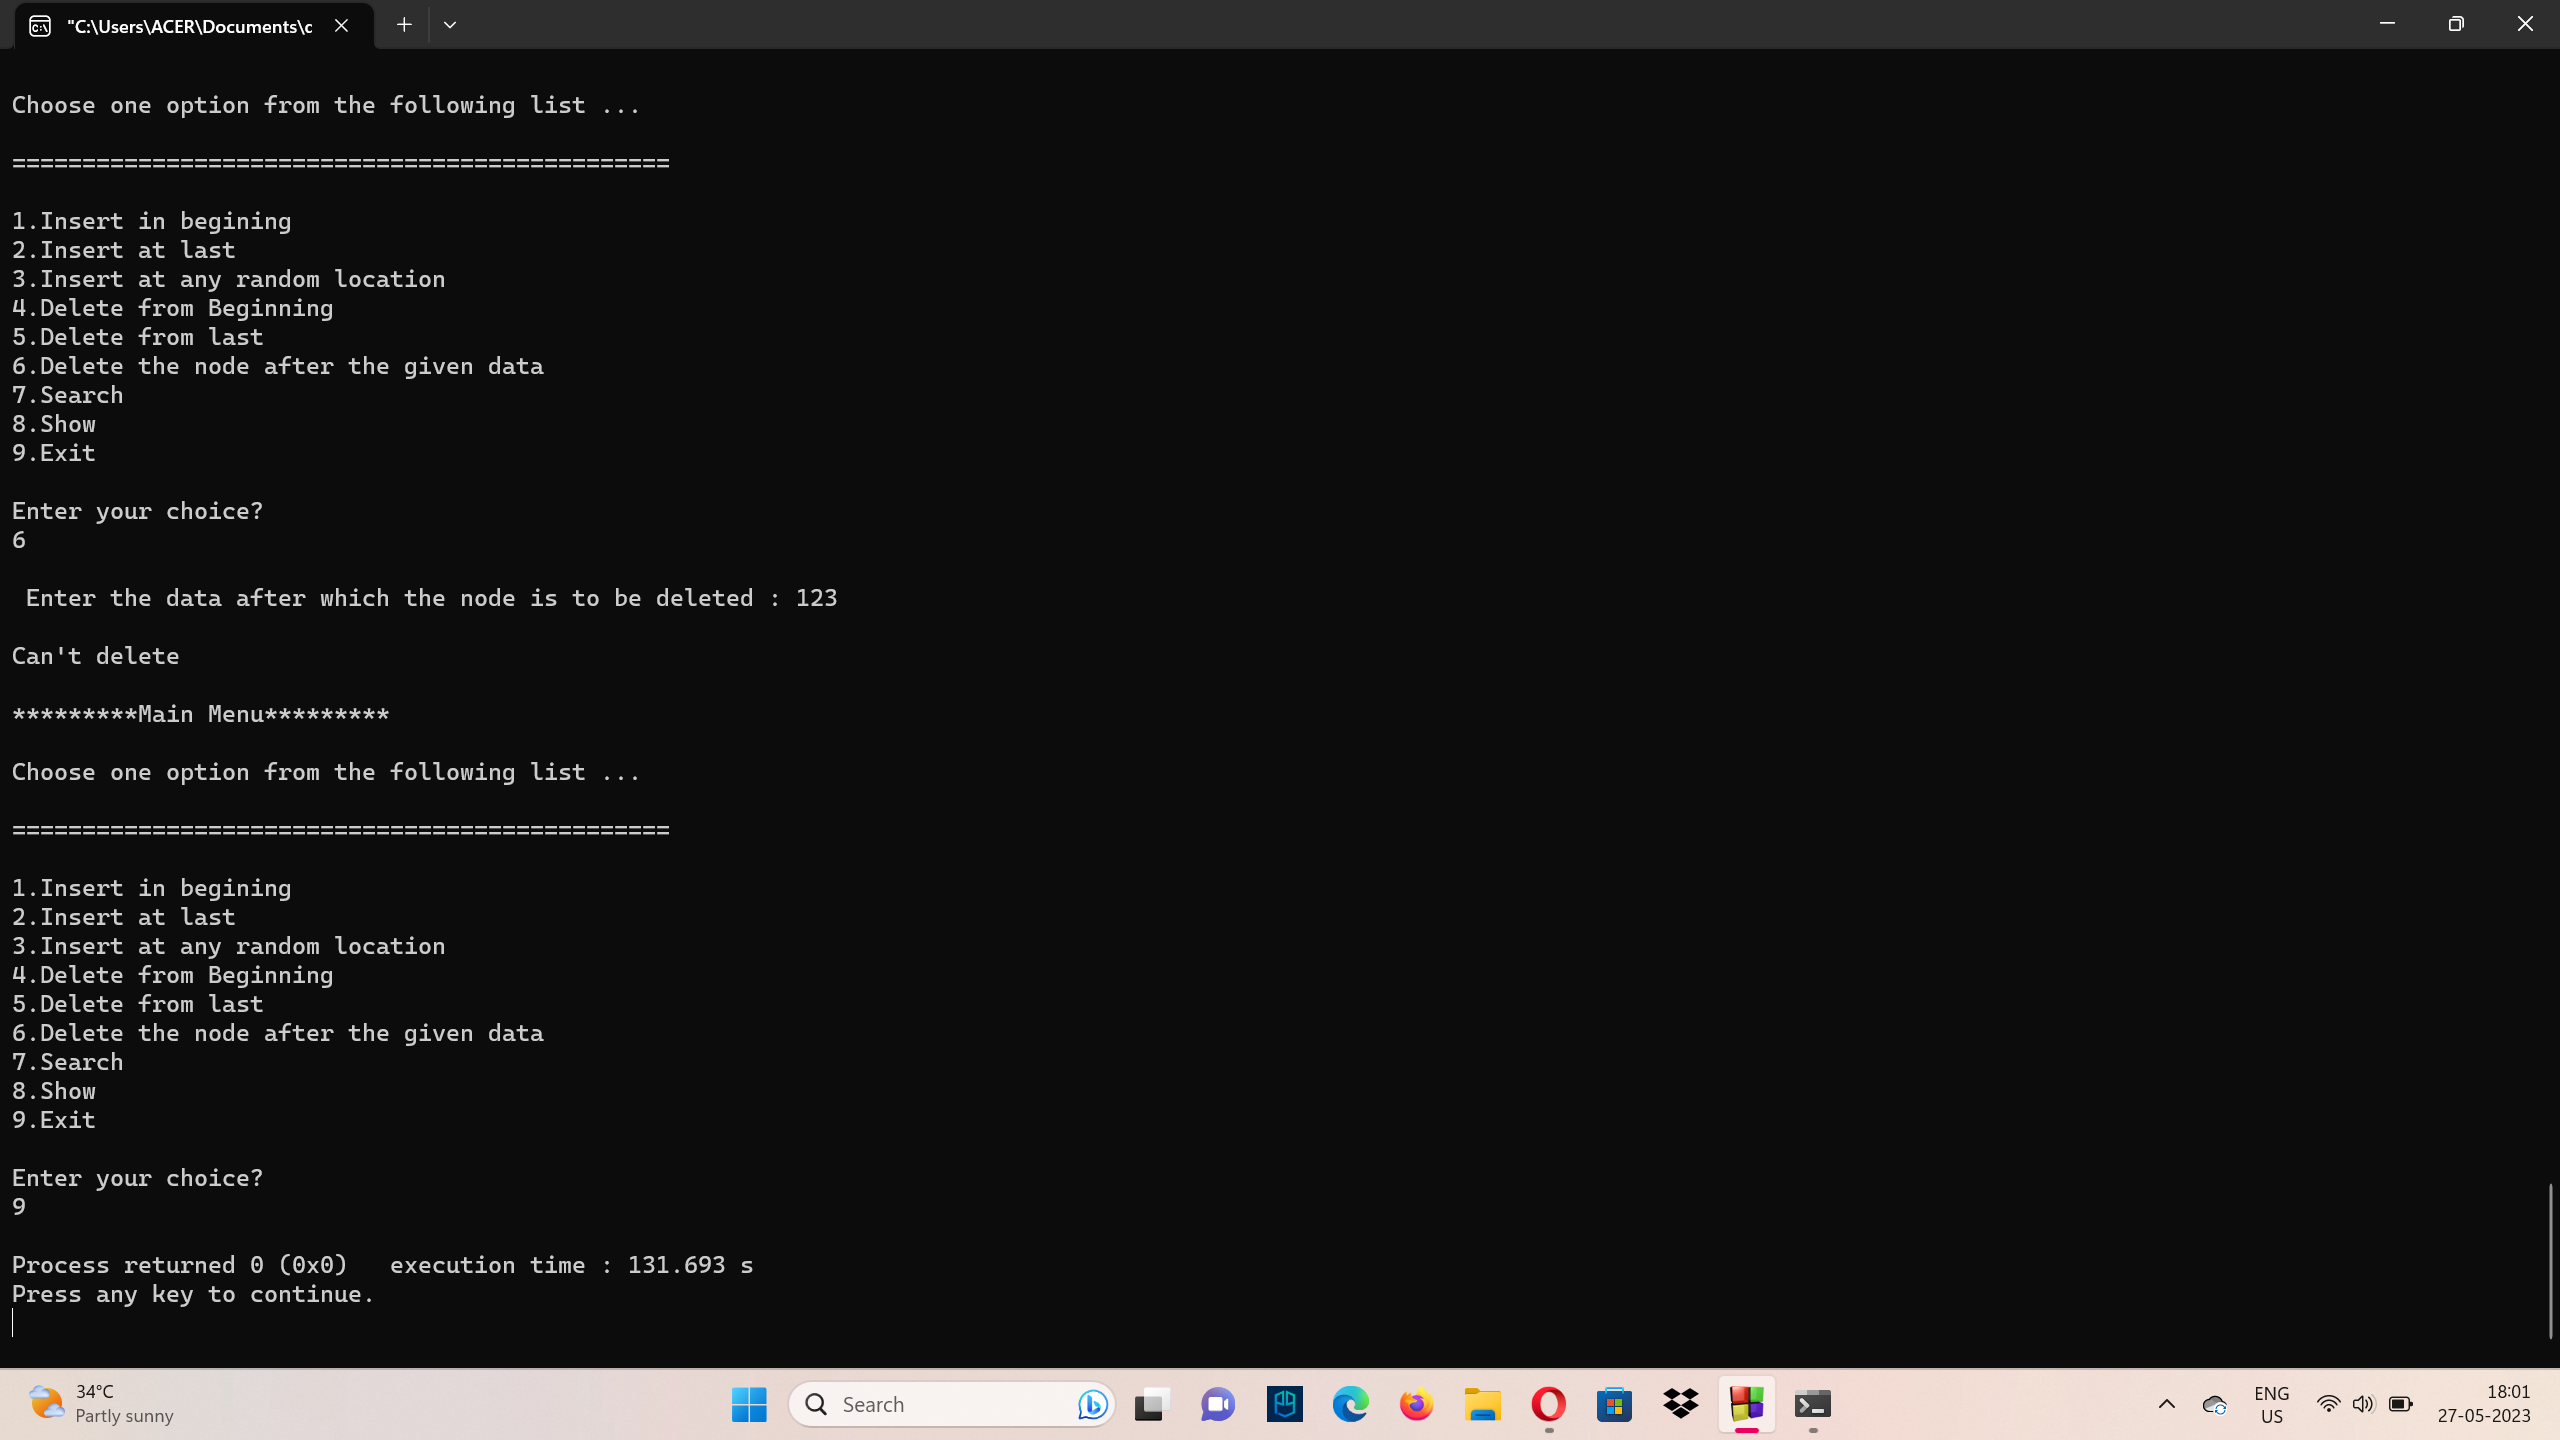 "C:\Users\ACER\Documents\c
Choose one option from the following list ...
===============================================
1.Insert in begining
2.Insert at last
3.Insert at any random location
4.Delete from Beginning
5.Delete from last
6.Delete the node after the given data
7.Search
8.Show
9.Exit
Enter your choice?
6
Enter the data after which the node is to be deleted : 123
Can't delete
*********Main Menu*********
Choose one option from the following list ...
===============================================
1.Insert in begining
2.Insert at last
3.Insert at any random location
4.Delete from Beginning
5.Delete from last
6.Delete the node after the given data
7.Search
8.Show
9.Exit
Enter your choice?
9
Process returned 0 (0x0)   execution time : 131.693 s
Press any key to continue.
34°C
Partly sunny
Search
ENG
US
18:01
27-05-2023